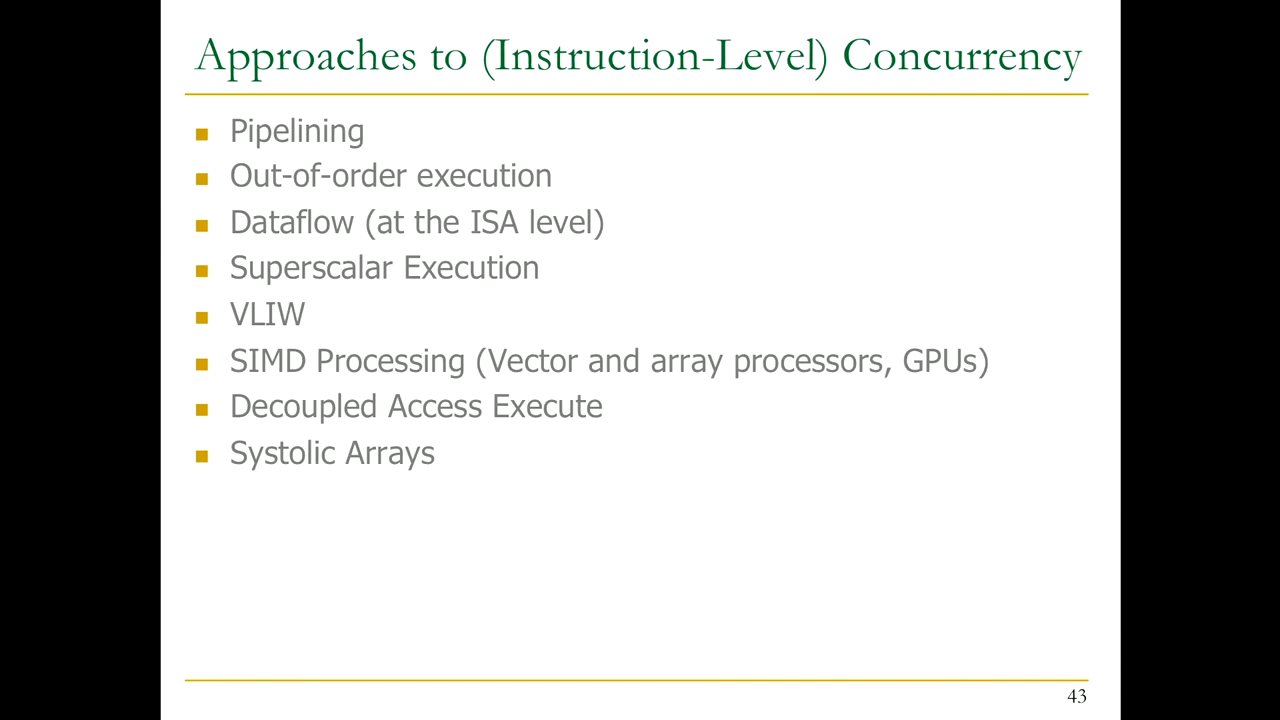 Approaches to (Instruction-Level) Concurrency
Pipelining
Out-of-order execution
Dataflow (at the ISA level)
Superscalar Execution
VLIW
SIMD Processing (Vector and array processors, GPUs)
Decoupled Access Execute
Systolic Arrays
43